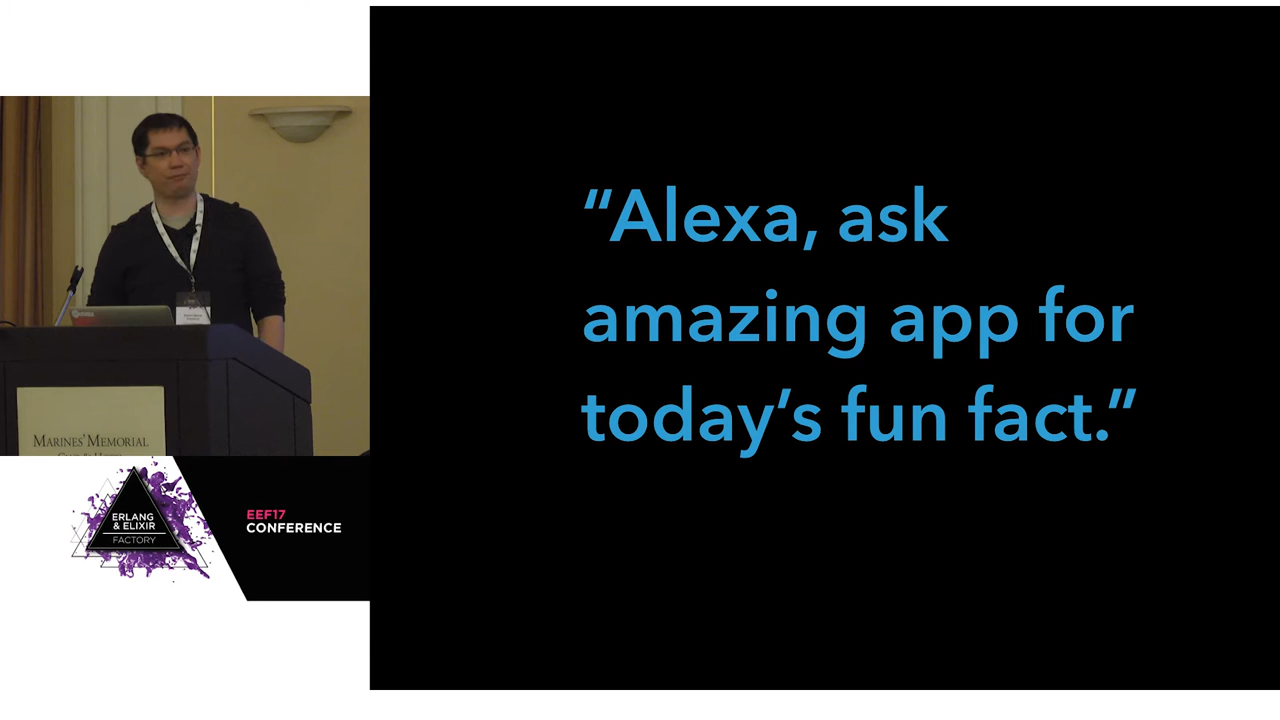 “Alexa, ask
amazing app for
today’s fun fact.”
MARINES’ MEMORIAL
ERLANG
& ELIXIR
FACTORY
EEF17
CONFERENCE